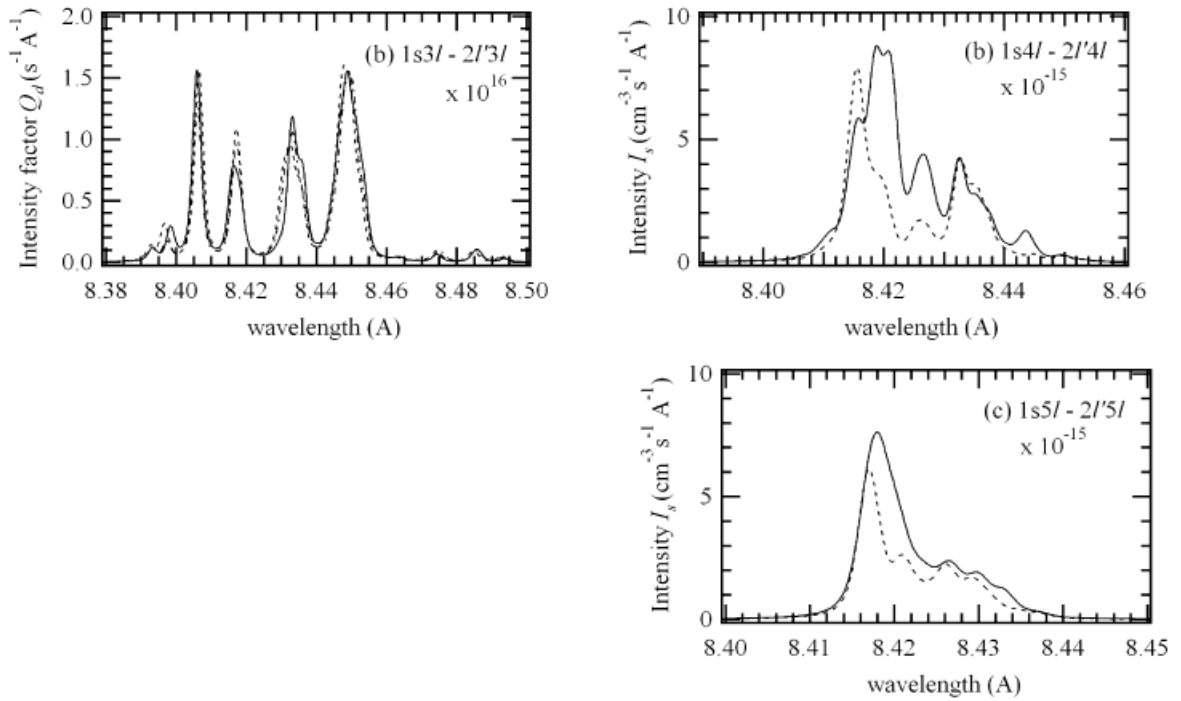 2.0
1.5
1.0
0.5
0.0
Intensity factor Q_d (s⁻¹ A⁻¹)
(b) 1s3l - 2l'3l
x 10¹⁶
8.38 8.40 8.42 8.44 8.46 8.48 8.50
wavelength (A)
10
5
0
Intensity I_s (cm⁻³ s⁻¹ A⁻¹)
(b) 1s4l - 2l'4l
x 10⁻¹⁵
8.40 8.42 8.44 8.46
wavelength (A)
10
5
0
Intensity I_s (cm⁻³ s⁻¹ A⁻¹)
(c) 1s5l - 2l'5l
x 10⁻¹⁵
8.40 8.41 8.42 8.43 8.44 8.45
wavelength (A)